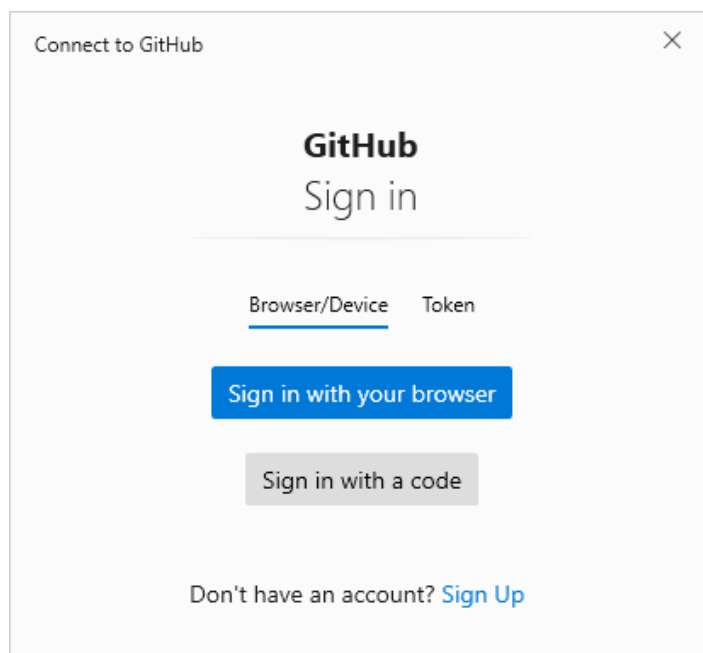 Connect to GitHub
GitHub
Sign in
Browser/Device Token
Sign in with your browser
Sign in with a code
Don't have an account? Sign Up